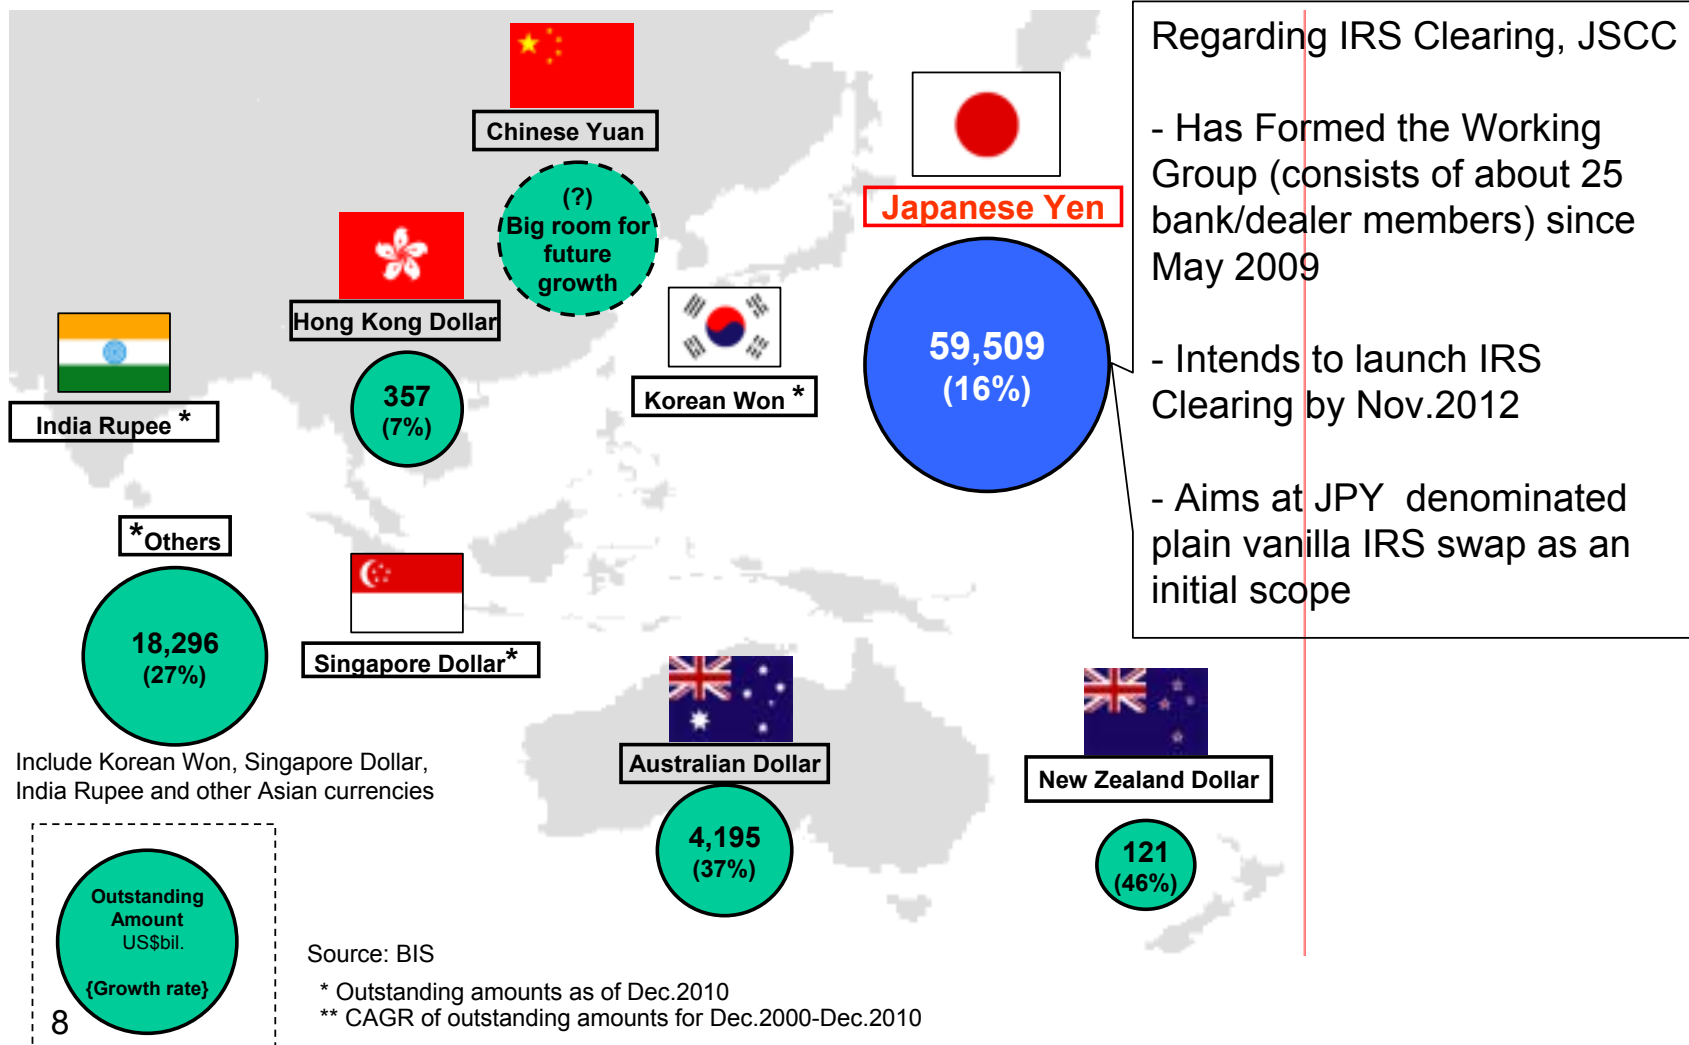 Chinese Yuan
(?)
Big room for
future
growth
Hong Kong Dollar
357
(7%)
India Rupee *
Korean Won *
Japanese Yen
59,509
(16%)
Regarding IRS Clearing, JSCC
- Has Formed the Working
Group (consists of about 25
bank/dealer members) since
May 2009
- Intends to launch IRS
Clearing by Nov.2012
- Aims at JPY  denominated
plain vanilla IRS swap as an
initial scope
*Others
18,296
(27%)
Include Korean Won, Singapore Dollar,
India Rupee and other Asian currencies
Singapore Dollar*
Australian Dollar
4,195
(37%)
New Zealand Dollar
121
(46%)
Outstanding
Amount
US$bil.
{Growth rate}
8
Source: BIS
* Outstanding amounts as of Dec.2010
** CAGR of outstanding amounts for Dec.2000-Dec.2010